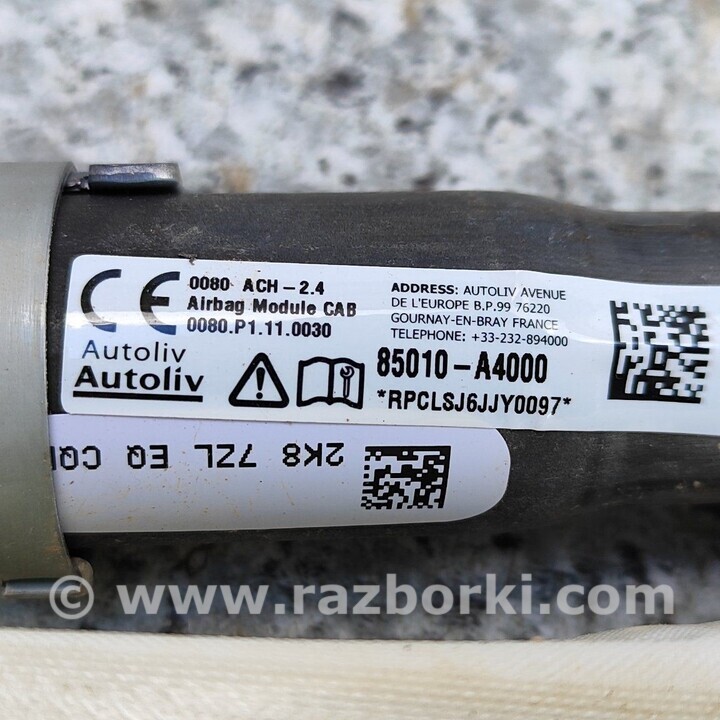 CE 0080 ACH-2.4
Airbag Module CAB
0080.P1.11.0030
Autoliv
Autoliv
ADDRESS: AUTOLIV AVENUE
DE L'EUROPE B.P.99 76220
GOURNAY-EN-BRAY FRANCE
TELEPHONE: +33-232-894000
85010-A4000
*RPCLSJ6JJY0097*
2K8 7ZL EQ
© www.razborki.com